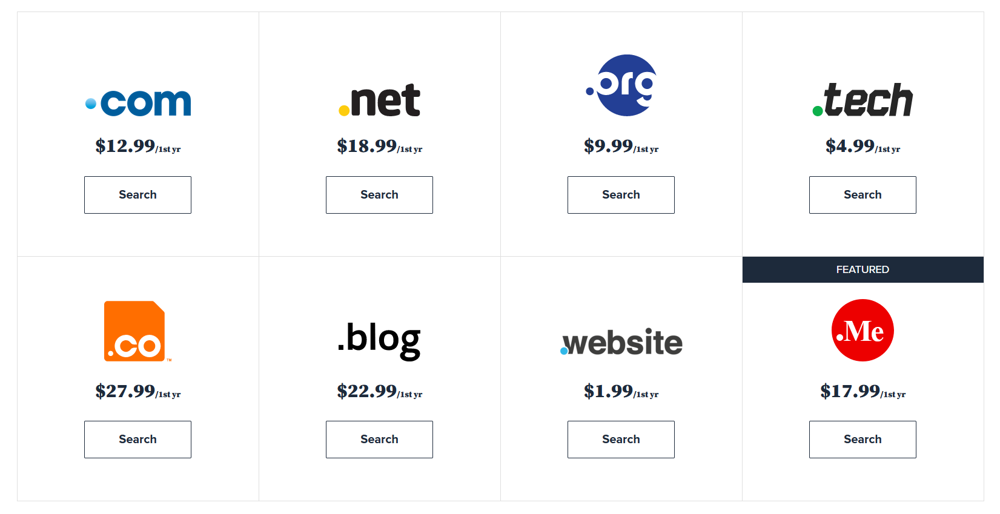 .com
$12.99/1st yr
Search
.net
$18.99/1st yr
Search
.org
$9.99/1st yr
Search
.tech
$4.99/1st yr
Search
.co™
$27.99/1st yr
Search
.blog
$22.99/1st yr
Search
.website
$1.99/1st yr
Search
FEATURED
.Me
$17.99/1st yr
Search